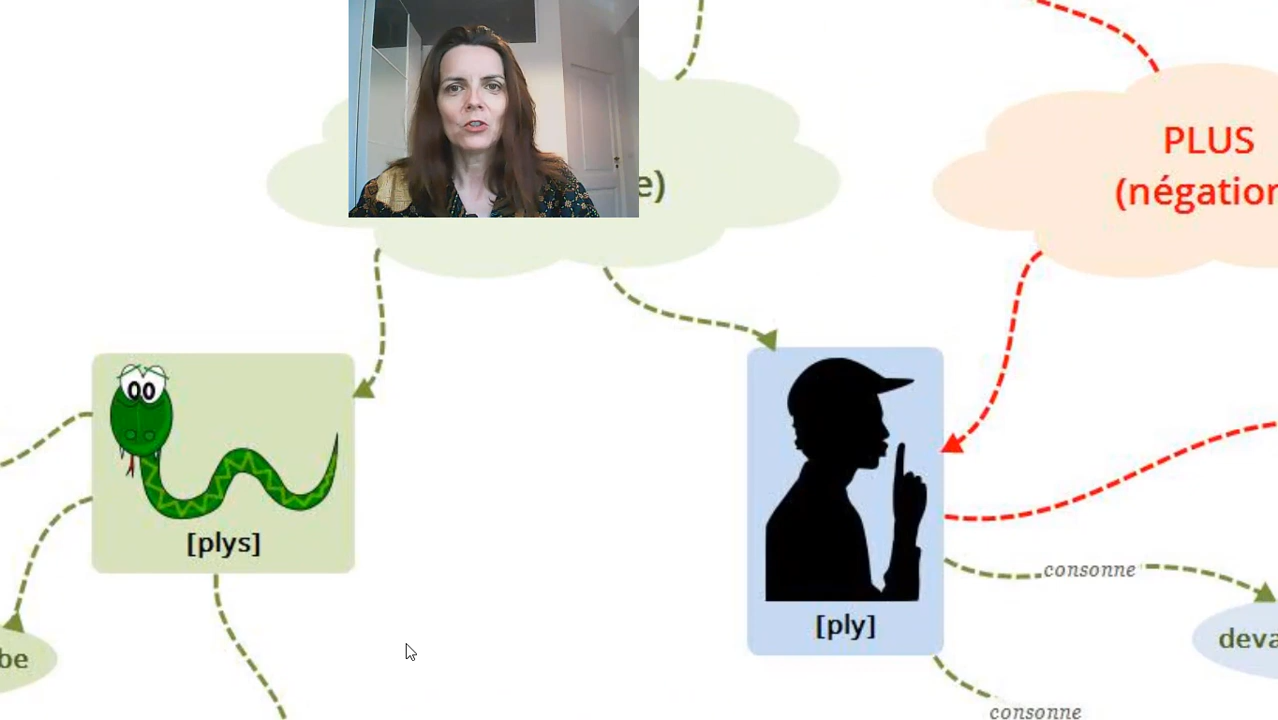 PLUS
(négation
e)
[plys]
consonne
[ply]
deva
be
consonne